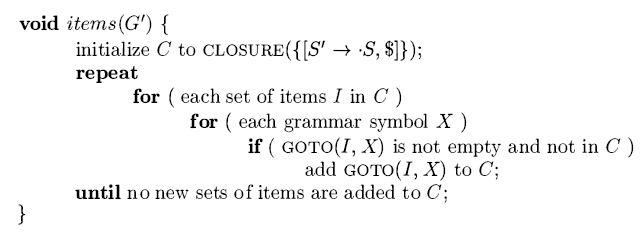 void items(G′) {
initialize C to CLOSURE({[S′ → ·S, $]});
repeat
for ( each set of items I in C )
for ( each grammar symbol X )
if ( GOTO(I, X) is not empty and not in C )
add GOTO(I, X) to C;
until no new sets of items are added to C;
}